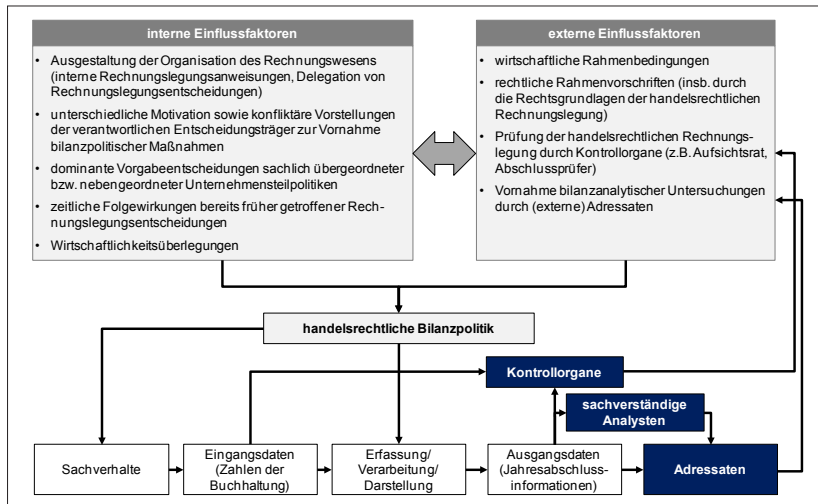 interne Einflussfaktoren
• Ausgestaltung der Organisation des Rechnungswesens
(interne Rechnungslegungsanweisungen, Delegation von
Rechnungslegungsentscheidungen)
• unterschiedliche Motivation sowie konfliktäre Vorstellungen
der verantwortlichen Entscheidungsträger zur Vornahme
bilanzpolitischer Maßnahmen
• dominante Vorgabeentscheidungen sachlich übergeordneter
bzw. nebengeordneter Unternehmensteilpolitiken
• zeitliche Folgewirkungen bereits früher getroffener Rech-
nungslegungsentscheidungen
• Wirtschaftlichkeitsüberlegungen
externe Einflussfaktoren
• wirtschaftliche Rahmenbedingungen
• rechtliche Rahmenvorschriften (insb. durch
die Rechtsgrundlagen der handelsrechtlichen
Rechnungslegung)
• Prüfung der handelsrechtlichen Rechnungs-
legung durch Kontrollorgane (z.B. Aufsichtsrat,
Abschlussprüfer)
• Vornahme bilanzanalytischer Untersuchungen
durch (externe) Adressaten
handelsrechtliche Bilanzpolitik
Kontrollorgane
sachverständige
Analysten
Sachverhalte
Eingangsdaten
(Zahlen der
Buchhaltung)
Erfassung/
Verarbeitung/
Darstellung
Ausgangsdaten
(Jahresabschluss-
informationen)
Adressaten